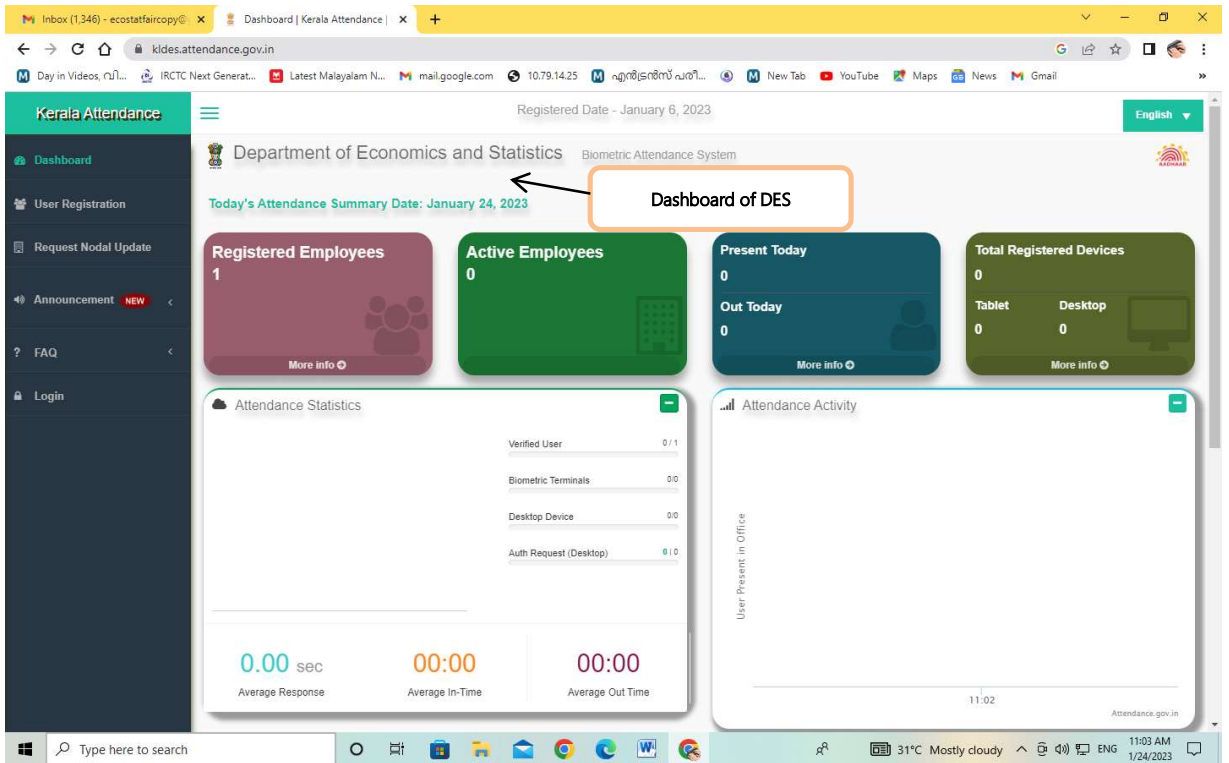 Inbox (1,346) - ecostatfaircopy@
Dashboard | Kerala Attendance |
kldes.attendance.gov.in
Day in Videos, വി...
IRCTC Next Generat...
Latest Malayalam N...
mail.google.com
10.79.14.25
എൻട്രൻസ് പരീ...
New Tab
YouTube
Maps
News
Gmail
Kerala Attendance
Registered Date - January 6, 2023
English
Dashboard
User Registration
Request Nodal Update
Announcement NEW
FAQ
Login
Department of Economics and Statistics Biometric Attendance System
AADHAAR
Dashboard of DES
Today's Attendance Summary Date: January 24, 2023
Registered Employees
1
More info
Active Employees
0
Present Today
0
Out Today
0
More info
Total Registered Devices
0
Tablet Desktop
0 0
More info
Attendance Statistics
Verified User 0 / 1
Biometric Terminals 0/0
Desktop Device 0/0
Auth Request (Desktop) 0 | 0
0.00 sec
Average Response
00:00
Average In-Time
00:00
Average Out Time
Attendance Activity
User Present in Office
11:02
Attendance.gov.in
Type here to search
31°C Mostly cloudy
ENG
11:03 AM
1/24/2023